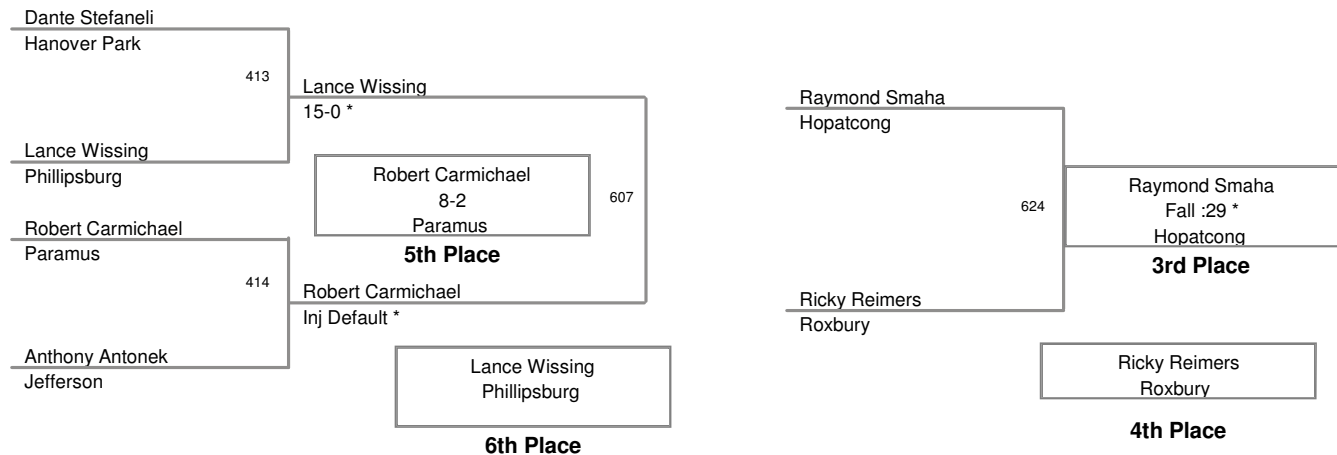 Dante Stefaneli
Hanover Park
413
Lance Wissing
15-0 *
Lance Wissing
Phillipsburg
Robert Carmichael
8-2
Paramus
5th Place
607
Robert Carmichael
Paramus
414
Robert Carmichael
Inj Default *
Anthony Antonek
Jefferson
Lance Wissing
Phillipsburg
6th Place
Raymond Smaha
Hopatcong
624
Raymond Smaha
Fall :29 *
Hopatcong
3rd Place
Ricky Reimers
Roxbury
Ricky Reimers
Roxbury
4th Place